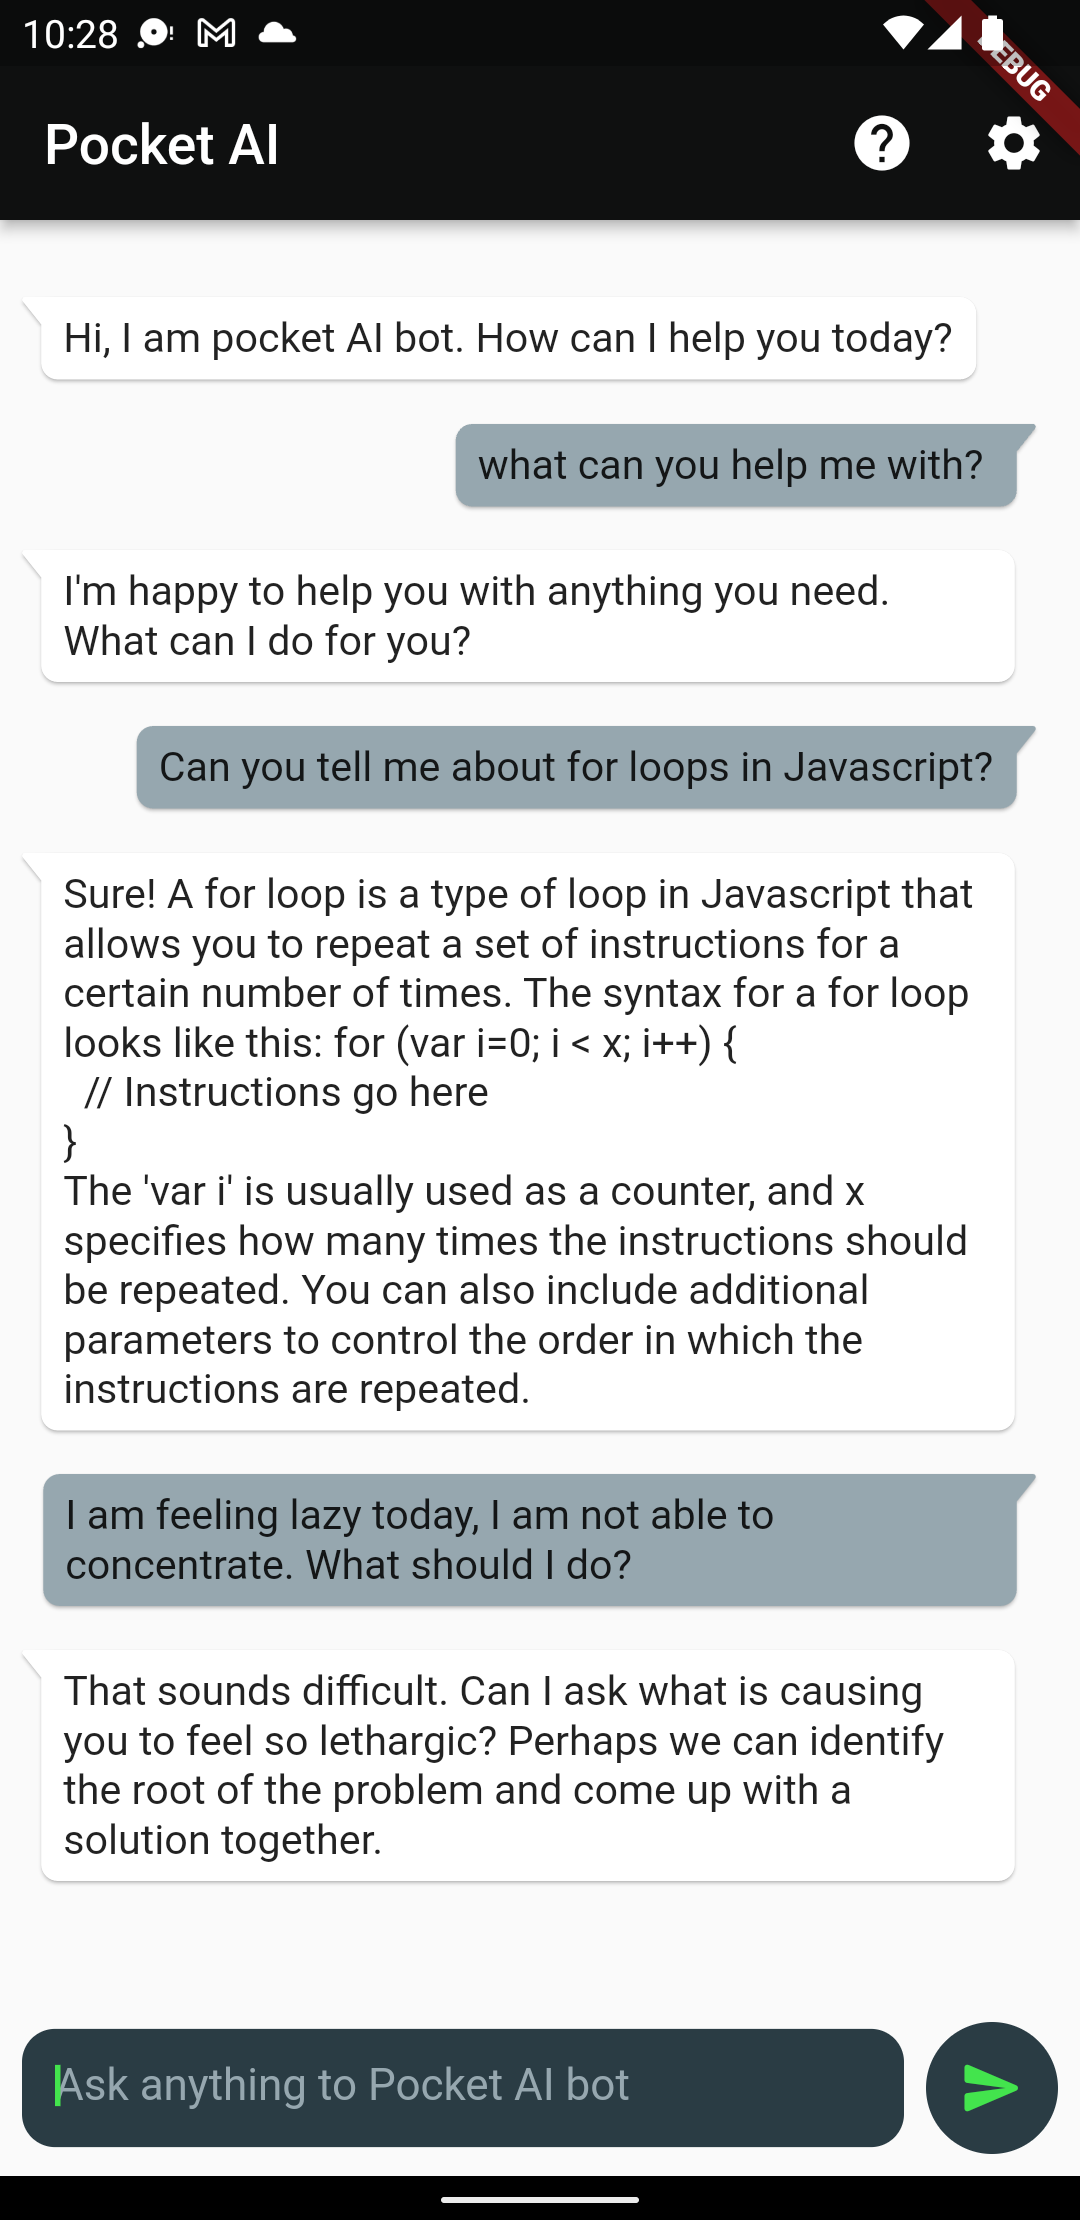 10:28
DEBUG
Pocket AI
Hi, I am pocket AI bot. How can I help you today?
what can you help me with?
I'm happy to help you with anything you need.
What can I do for you?
Can you tell me about for loops in Javascript?
Sure! A for loop is a type of loop in Javascript that
allows you to repeat a set of instructions for a
certain number of times. The syntax for a for loop
looks like this: for (var i=0; i < x; i++) {
  // Instructions go here
}
The 'var i' is usually used as a counter, and x
specifies how many times the instructions should
be repeated. You can also include additional
parameters to control the order in which the
instructions are repeated.
I am feeling lazy today, I am not able to
concentrate. What should I do?
That sounds difficult. Can I ask what is causing
you to feel so lethargic? Perhaps we can identify
the root of the problem and come up with a
solution together.
Ask anything to Pocket AI bot